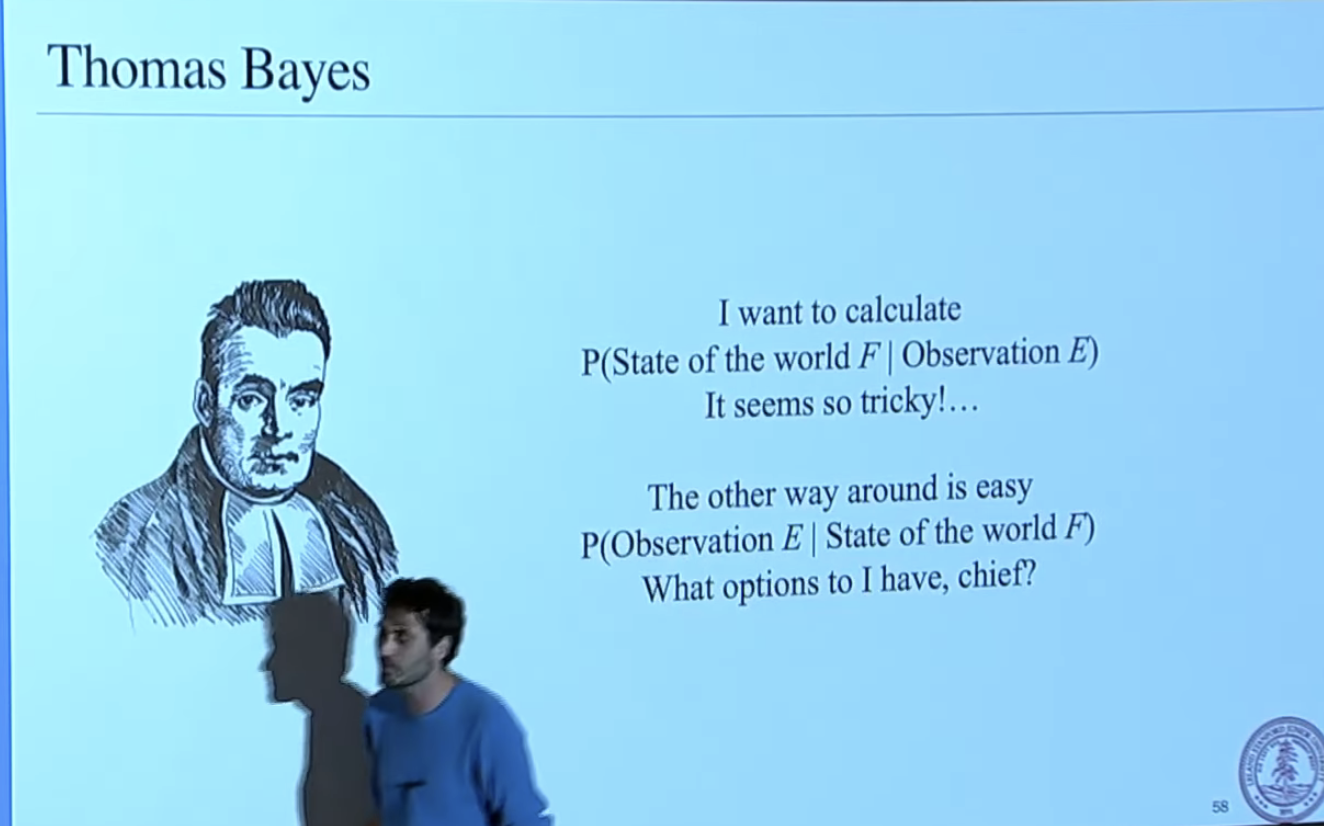 Thomas Bayes
I want to calculate
P(State of the world F | Observation E)
It seems so tricky!…
The other way around is easy
P(Observation E | State of the world F)
What options to I have, chief?
58